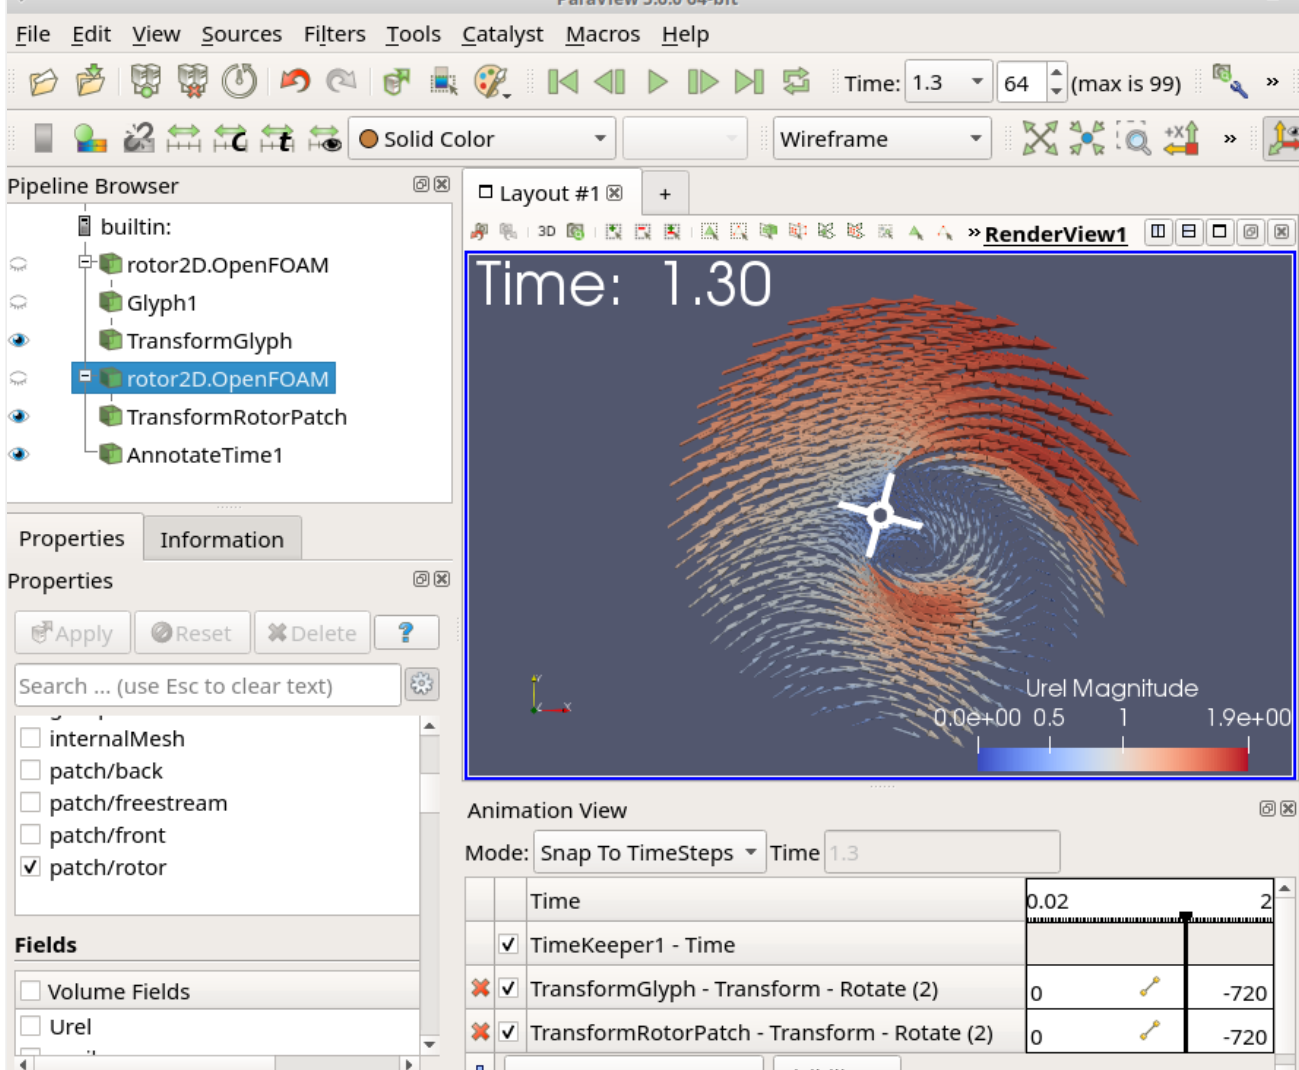 File Edit View Sources Filters Tools Catalyst Macros Help
Time: 1.3 64 (max is 99)
Solid Color Wireframe
Pipeline Browser
builtin:
rotor2D.OpenFOAM
Glyph1
TransformGlyph
rotor2D.OpenFOAM
TransformRotorPatch
AnnotateTime1
Properties Information
Properties
Apply Reset Delete ?
Search ... (use Esc to clear text)
internalMesh
patch/back
patch/freestream
patch/front
patch/rotor
Fields
Volume Fields
Urel
Layout #1 +
3D RenderView1
Time: 1.30
Urel Magnitude
0.0e+00 0.5 1 1.9e+00
Animation View
Mode: Snap To TimeSteps Time 1.3
Time 0.02 2
TimeKeeper1 - Time
TransformGlyph - Transform - Rotate (2) 0 -720
TransformRotorPatch - Transform - Rotate (2) 0 -720